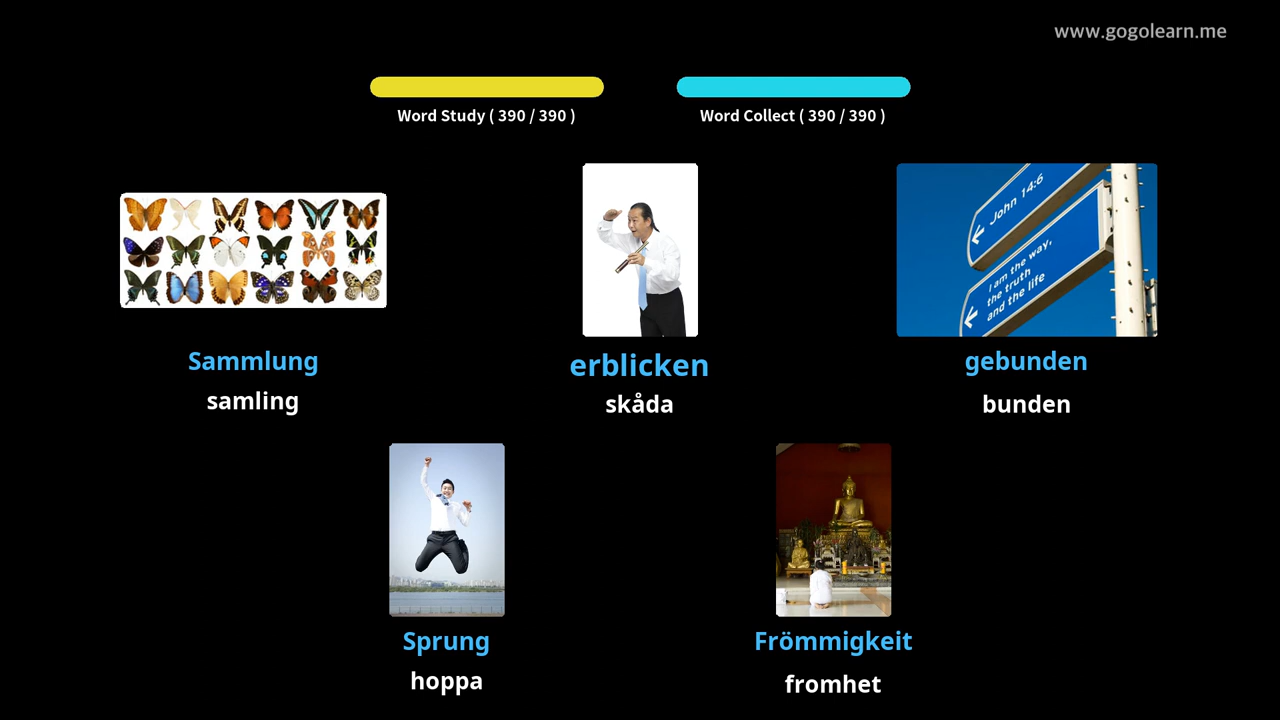 www.gogolearn.me
Word Study ( 390 / 390 )
Word Collect ( 390 / 390 )
John 14:6
I am the way,
the truth
and the life
Sammlung
erblicken
gebunden
samling
skåda
bunden
Sprung
Frömmigkeit
hoppa
fromhet